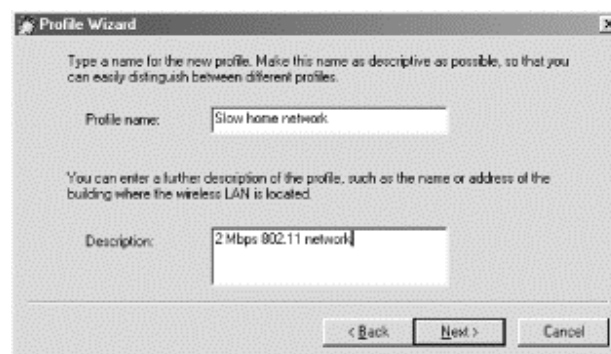 Profile Wizard
Type a name for the new profile. Make this name as descriptive as possible, so that you
can easily distinguish between different profiles.
Profile name: Slow home network
You can enter a further description of the profile, such as the name or address of the
building where the wireless LAN is located.
Description: 2 Mbps 802.11 network
< Back Next > Cancel